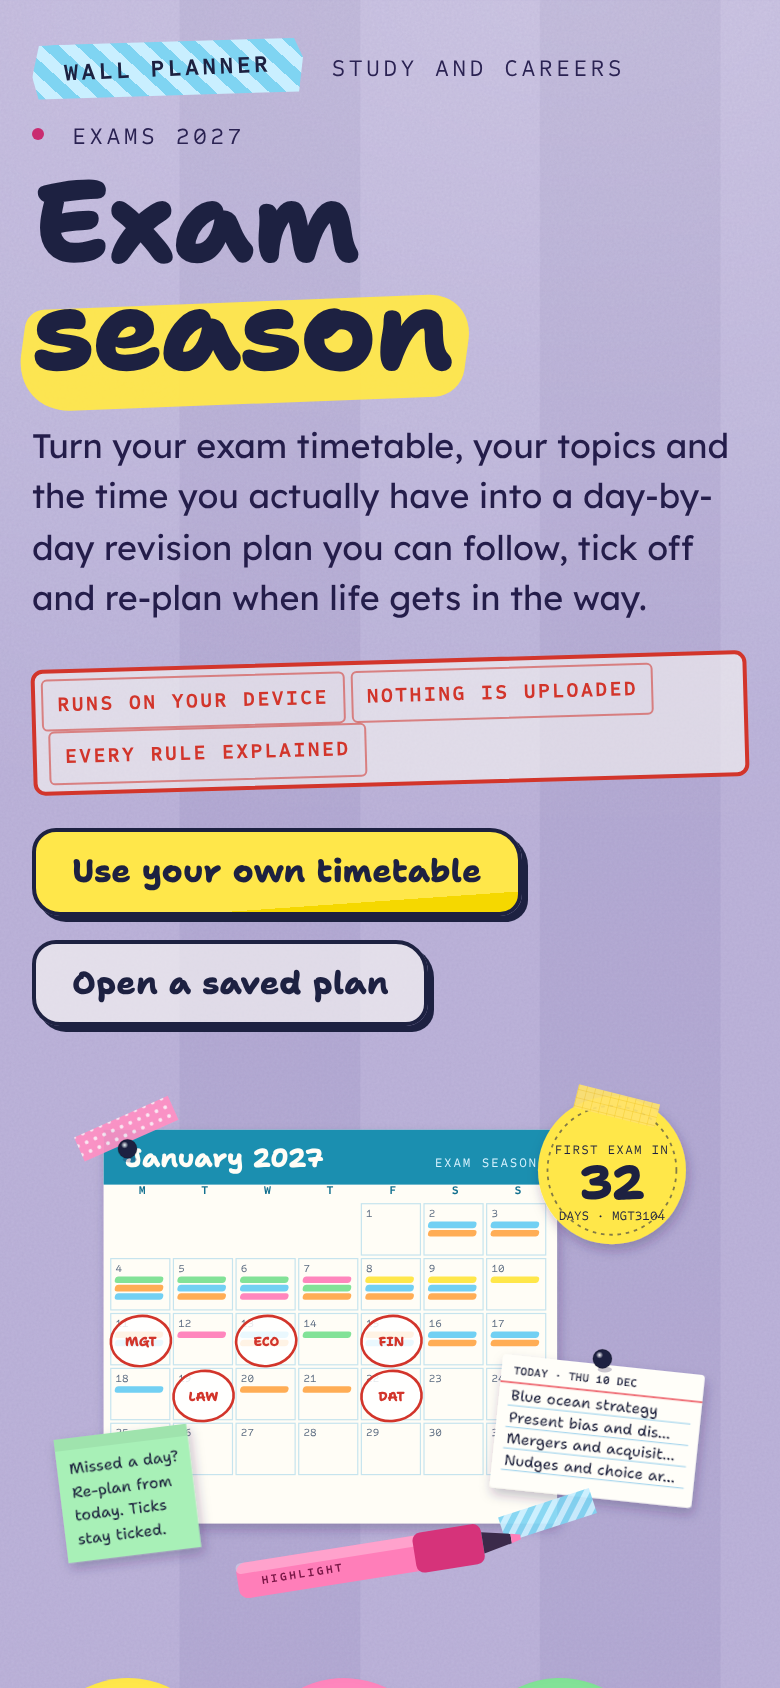 WALL PLANNER STUDY AND CAREERS
EXAMS 2027
Exam
season
Turn your exam timetable, your topics and
the time you actually have into a day-by-
day revision plan you can follow, tick off
and re-plan when life gets in the way.
RUNS ON YOUR DEVICE NOTHING IS UPLOADED
EVERY RULE EXPLAINED
Use your own timetable
Open a saved plan
January 2027 EXAM SEASON
FIRST EXAM IN
32
DAYS · MGT3104
M T W T F S S
1 2 3
4 5 6 7 8 9 10
MGT 12 ECO 14 FIN 16 17
18 LAW 20 21 DAT 23
27 28 29 30
TODAY · THU 10 DEC
Blue ocean strategy
Present bias and dis...
Mergers and acquisit...
Nudges and choice ar...
Missed a day?
Re-plan from
today. Ticks
stay ticked.
HIGHLIGHT